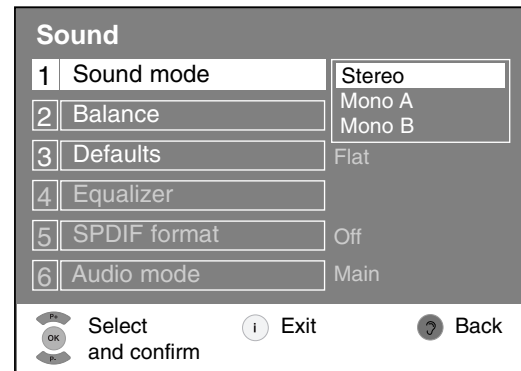 Sound
1 Sound mode Stereo
Mono A
2 Balance Mono B
3 Defaults Flat
4 Equalizer
5 SPDIF format Off
6 Audio mode Main
P+
OK
P-
Select
and confirm
i Exit
Back